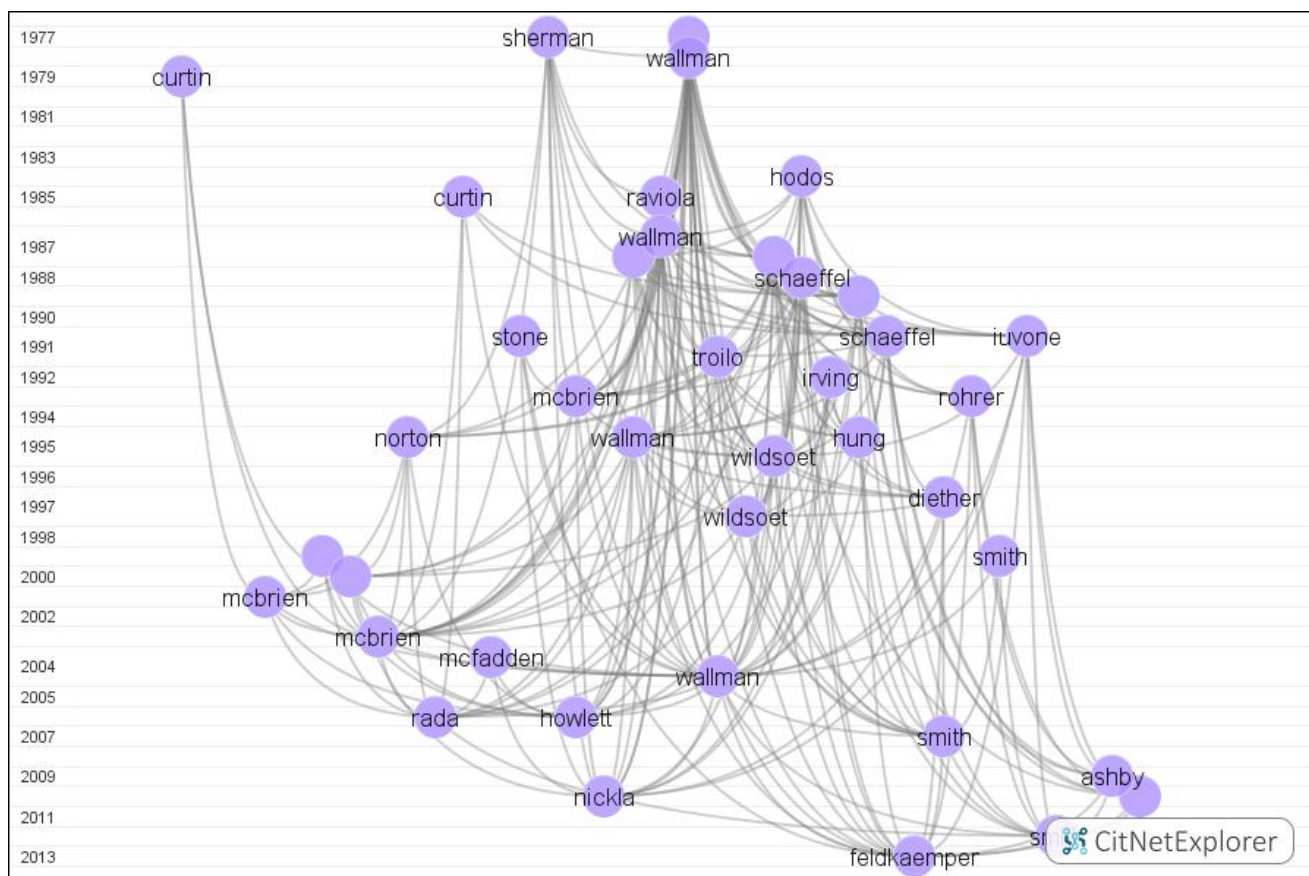 1977
sherman
wallman
curtin
1979
1981
1983
hodos
1985
curtin
raviola
wallman
1987
1988
schaeffel
1990
stone
schaeffel
iuvone
1991
troilo
1992
irving
mcbrien
rohrer
1994
norton
wallman
hung
1995
wildsoet
1996
diether
1997
wildsoet
1998
smith
2000
mcbrien
2002
mcbrien
mcfadden
2004
wallman
2005
rada
howlett
2007
smith
2009
ashby
nickla
2011
CitNetExplorer
2013
feldkaemper